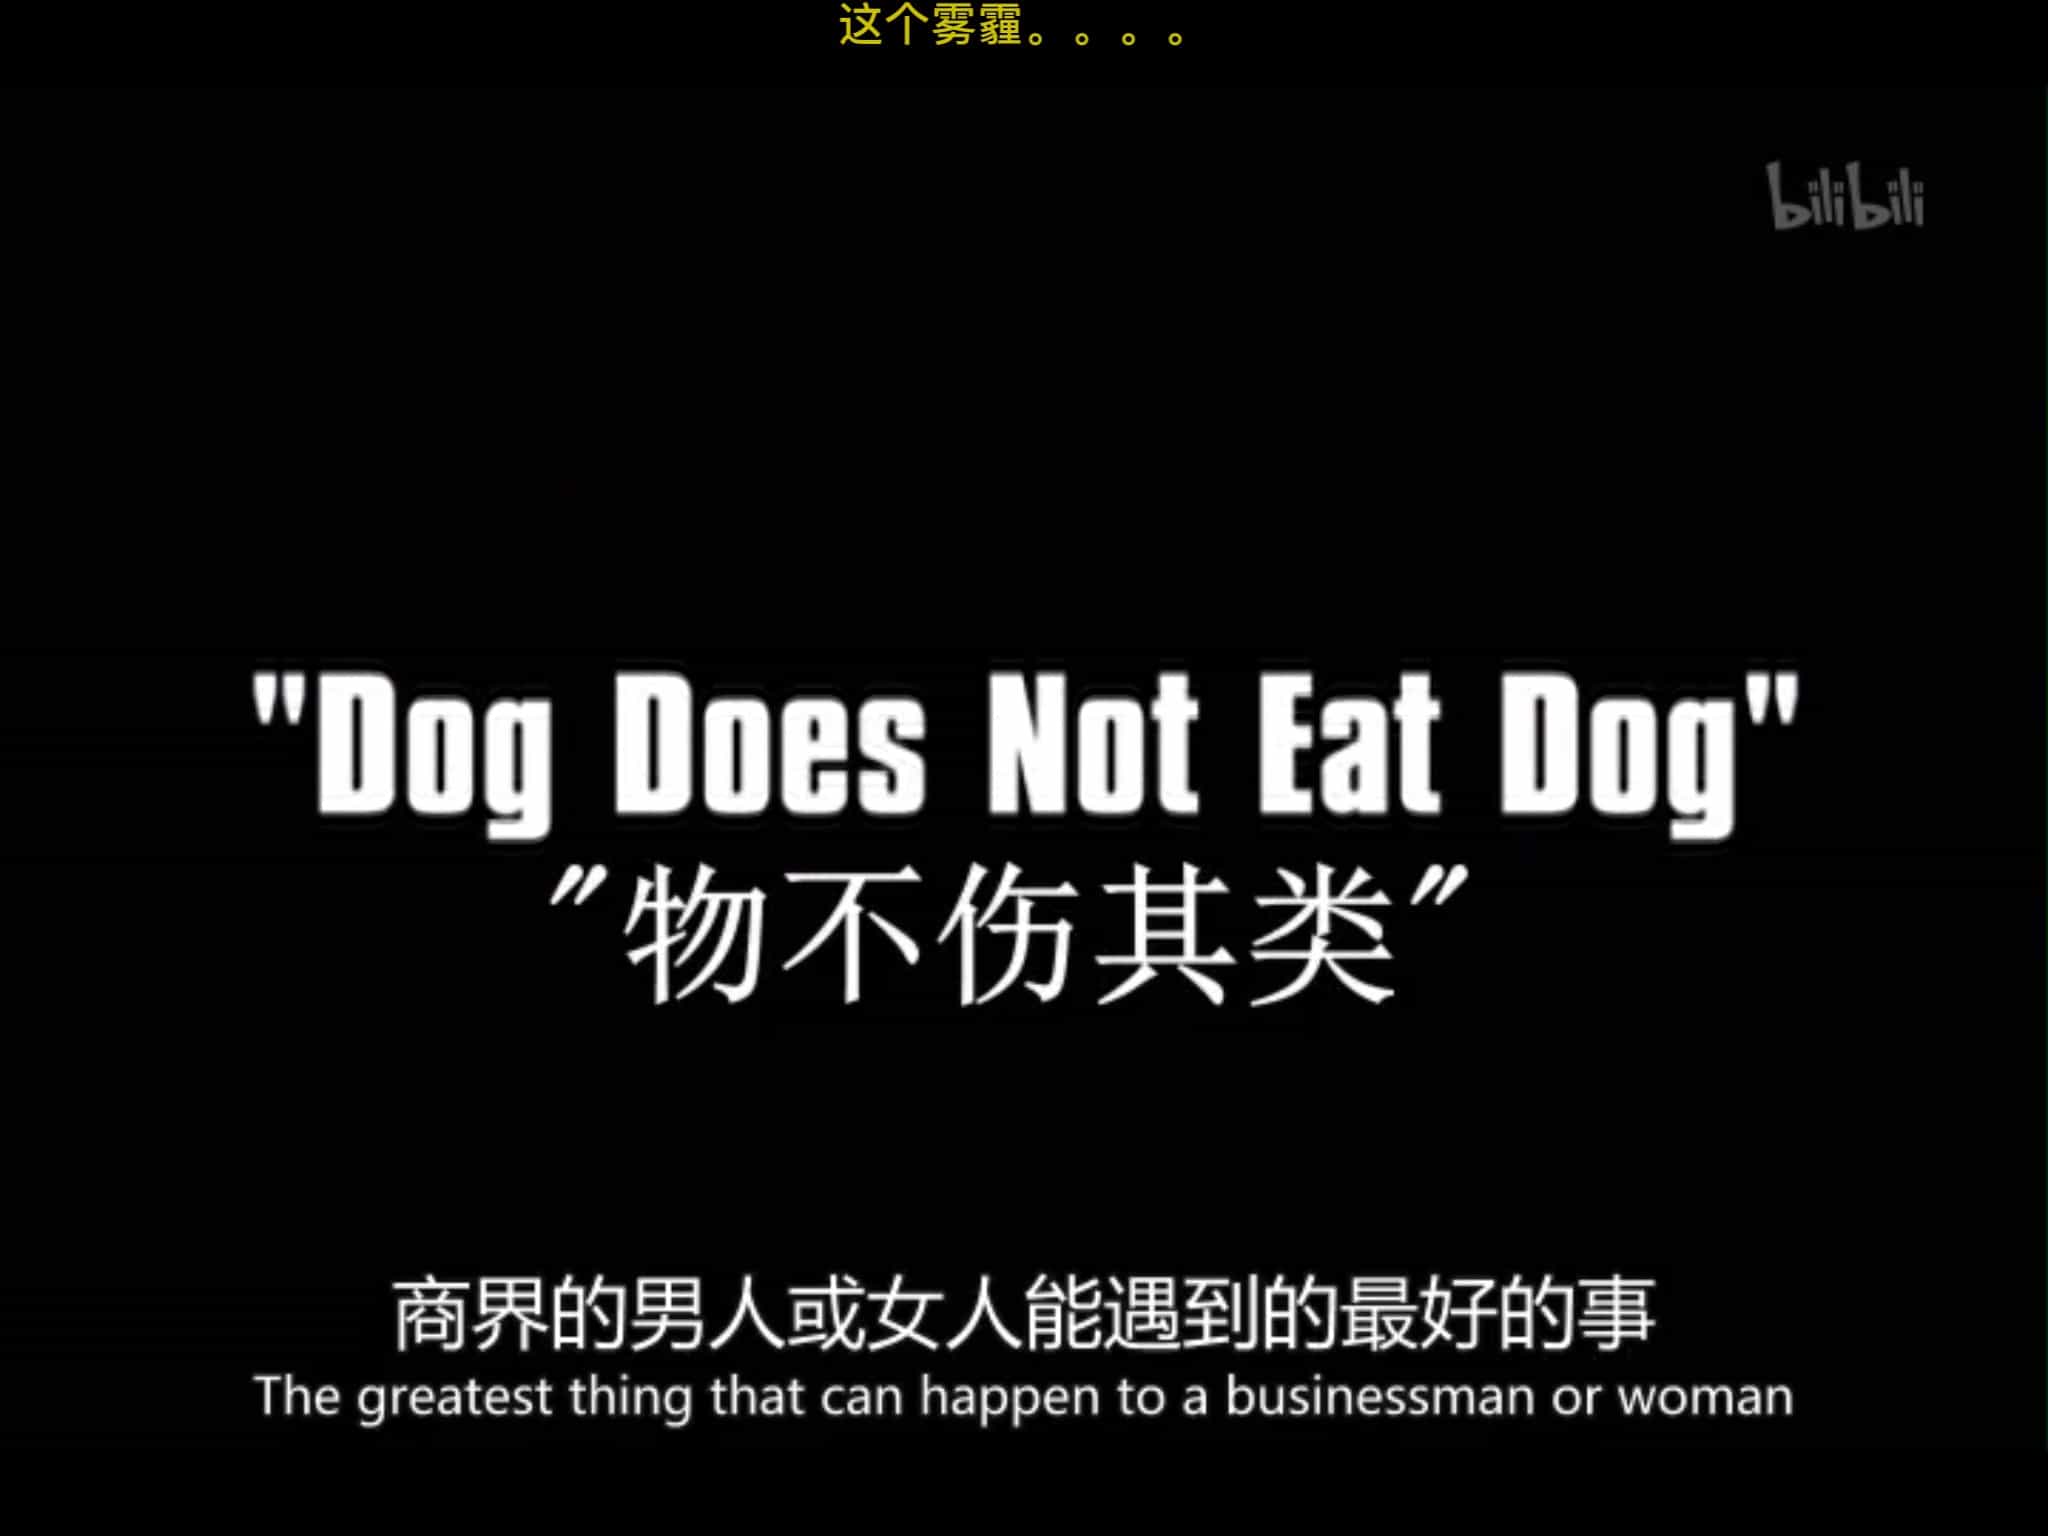 这个雾霾。。。。
bilibili
"Dog Does Not Eat Dog"
"物不伤其类"
商界的男人或女人能遇到的最好的事
The greatest thing that can happen to a businessman or woman